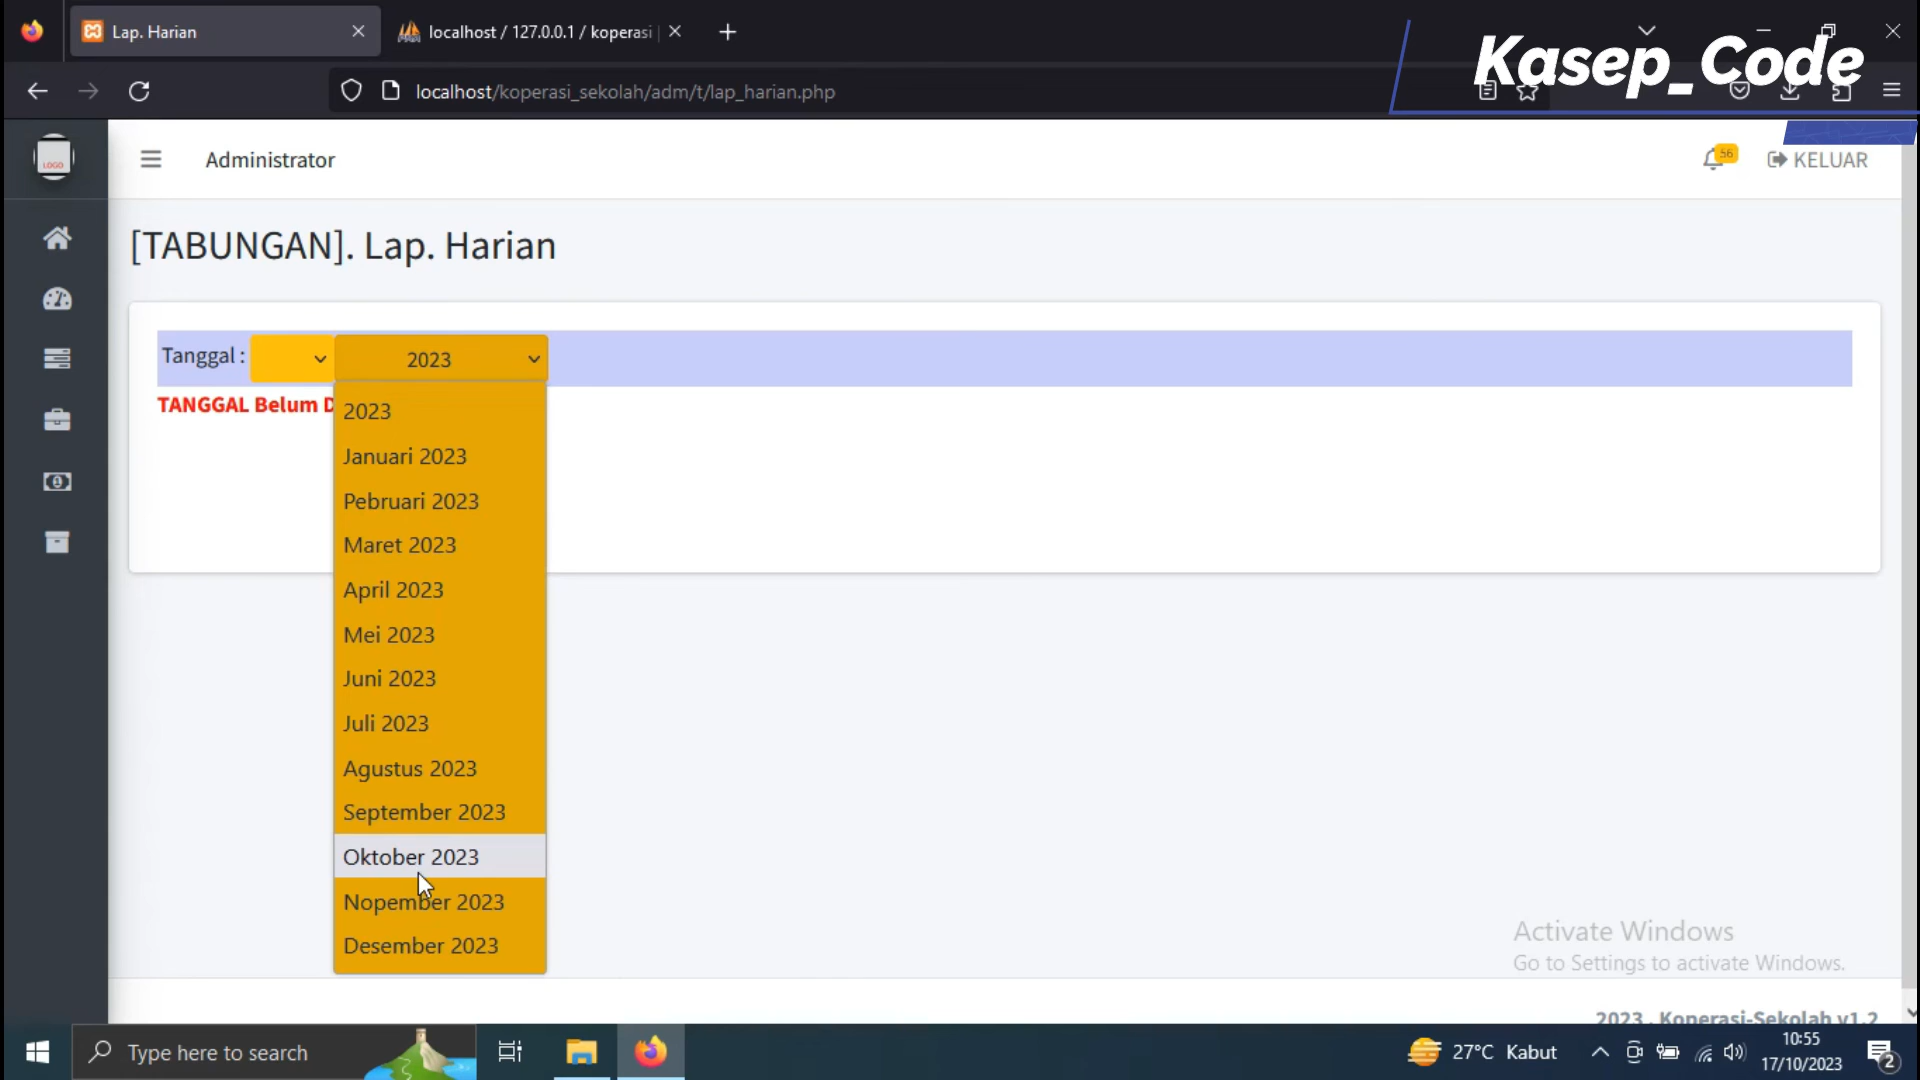 Lap. Harian
localhost / 127.0.0.1 / koperasi
Kasep_Code
localhost/koperasi_sekolah/adm/t/lap_harian.php
LOGO
Administrator
56
KELUAR
[TABUNGAN]. Lap. Harian
Tanggal :
2023
TANGGAL Belum
2023
Januari 2023
Pebruari 2023
Maret 2023
April 2023
Mei 2023
Juni 2023
Juli 2023
Agustus 2023
September 2023
Oktober 2023
Nopember 2023
Desember 2023
Activate Windows
Go to Settings to activate Windows.
2023 . Koperasi-Sekolah v1.2
Type here to search
27°C Kabut
10:55
17/10/2023
2